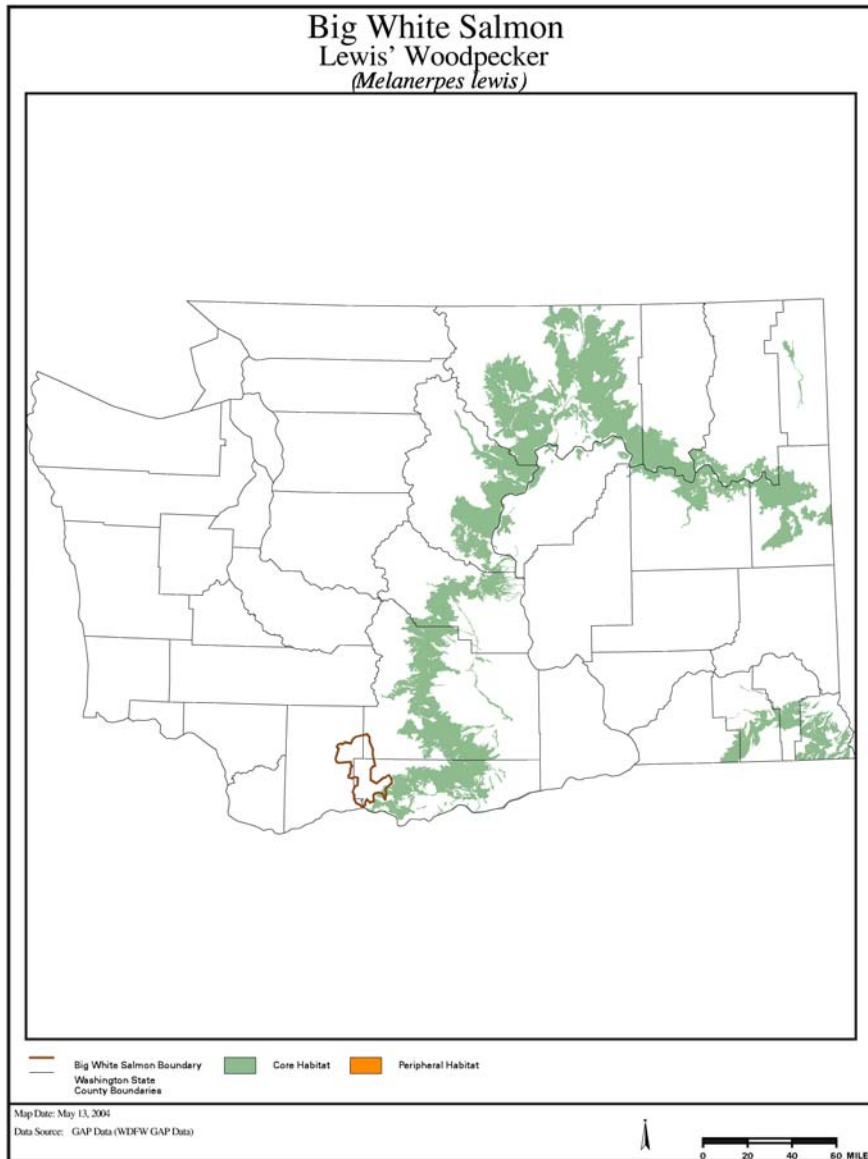 Big White Salmon
Lewis' Woodpecker
(Melanerpes lewis)
Big White Salmon Boundary
Washington State
County Boundaries
Core Habitat
Peripheral Habitat
Map Date: May 13, 2004
Data Source: GAP Data (WDFW GAP Data)
0 20 40 60 MILE